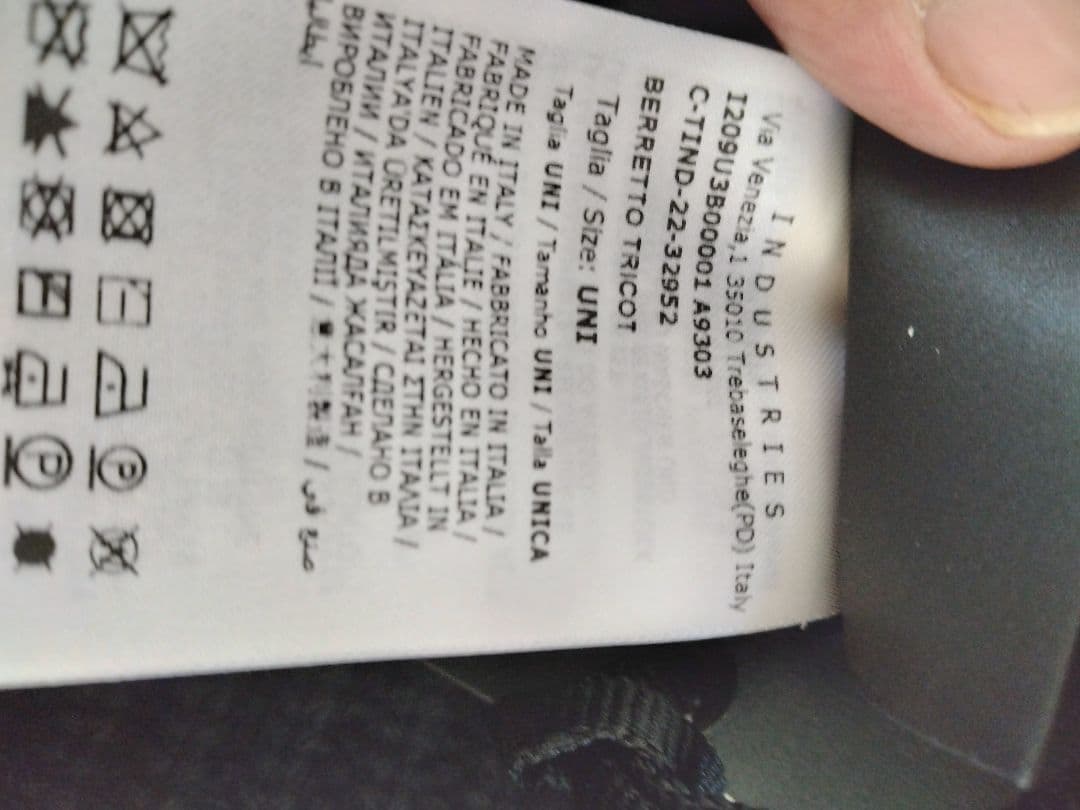 INDUSTRIES
Via Venezia,1 35010 Trebaseleghe(PD) Italy
I209U3B00001 A9303
C-TIND-22-32952
BERRETTO TRICOT
Taglia / Size: UNI
Taglia UNI / Tamanho UNI / Talla UNICA
MADE IN ITALY / FABBRICATO IN ITALIA /
FABRIQUÉ EN ITALIE / HECHO EN ITALIA /
FABRICADO EM ITÁLIA / HERGESTELLT IN
ITALIEN / ΚΑΤΑΣΚΕΥΑΖΕΤΑΙ ΣΤΗΝ ΙΤΑΛΙΑ /
ITALYA'DA ÜRETILMIŞTIR / СДЕЛАНО В
ИТАЛИИ / ИТАЛИЯДА ЖАСАЛҒАН /
ВИРОБЛЕНО В ІТАЛІЇ / صنع في
إيطاليا